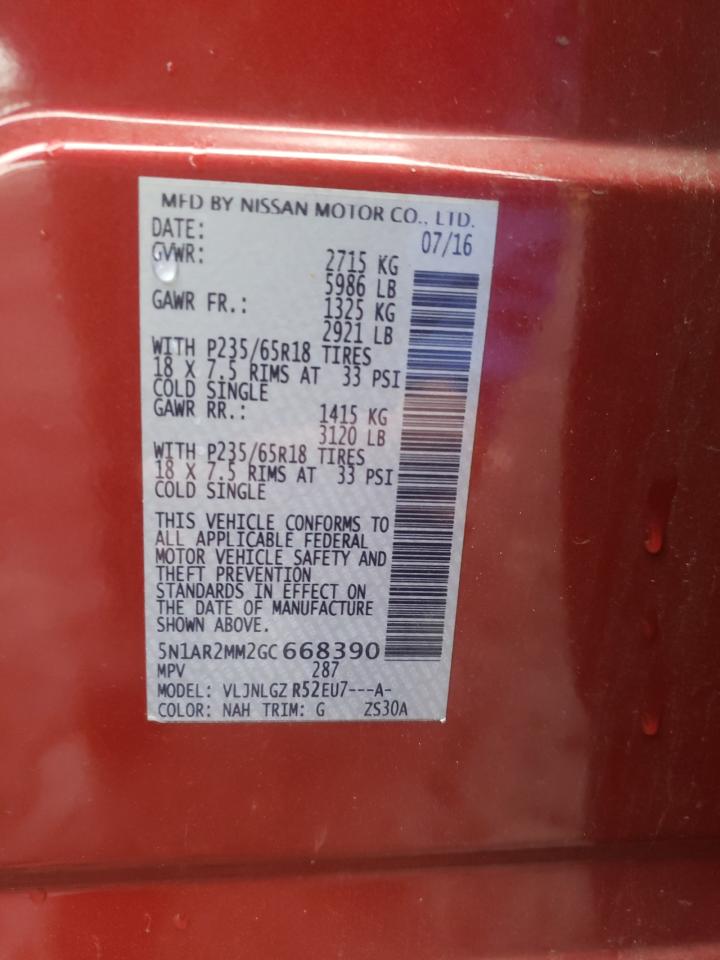 MFD BY NISSAN MOTOR CO., LTD.
DATE: 07/16
GVWR: 2715 KG
5986 LB
GAWR FR.: 1325 KG
2921 LB
WITH P235/65R18 TIRES
18 X 7.5 RIMS AT 33 PSI
COLD SINGLE
GAWR RR.: 1415 KG
3120 LB
WITH P235/65R18 TIRES
18 X 7.5 RIMS AT 33 PSI
COLD SINGLE
THIS VEHICLE CONFORMS TO
ALL APPLICABLE FEDERAL
MOTOR VEHICLE SAFETY AND
THEFT PREVENTION
STANDARDS IN EFFECT ON
THE DATE OF MANUFACTURE
SHOWN ABOVE.
5N1AR2MM2GC668390
MPV 287
MODEL: VLJNLGZ R52EU7---A-
COLOR: NAH TRIM: G ZS30A